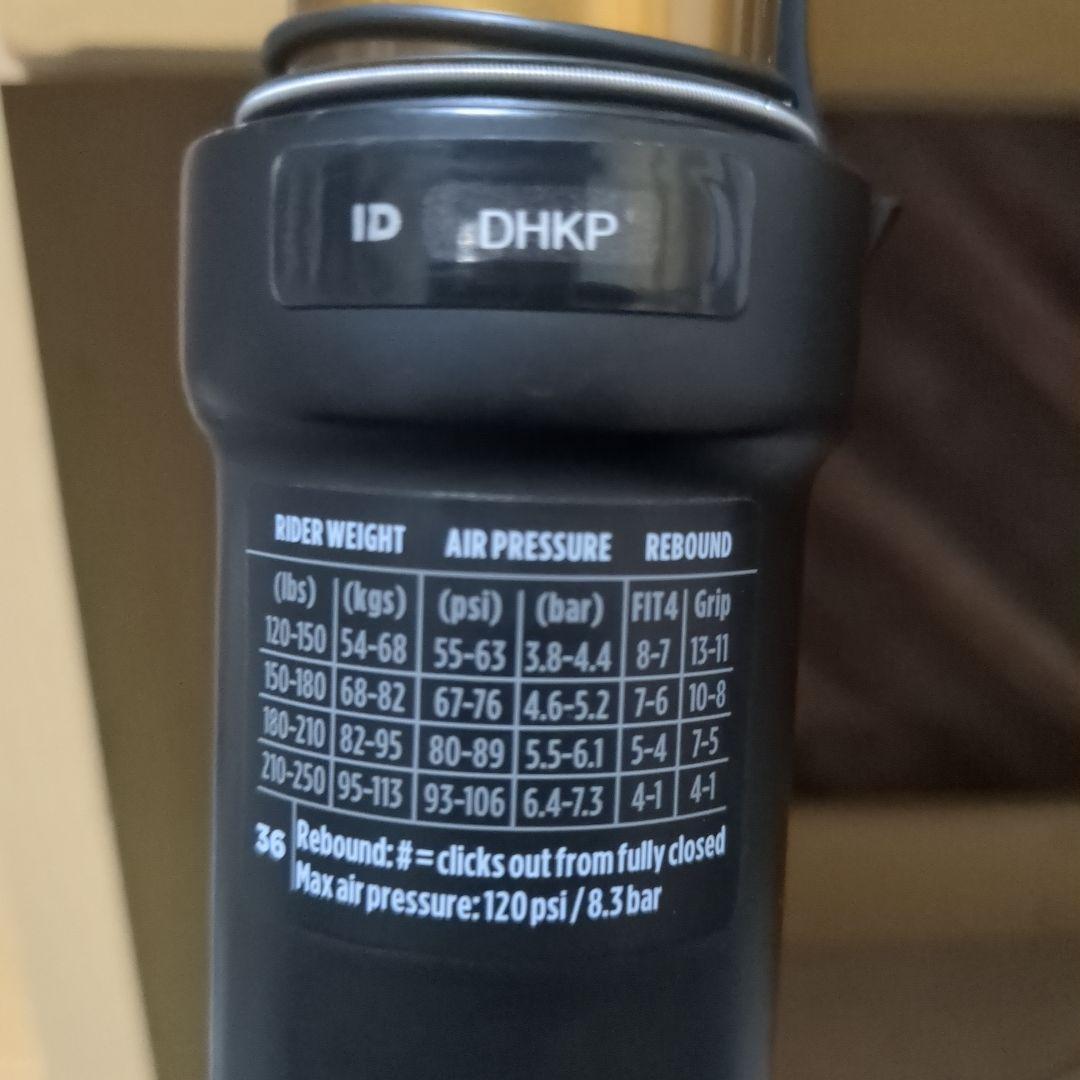 ID DHKP
RIDER WEIGHT AIR PRESSURE REBOUND
(lbs) (kgs) (psi) (bar) FIT4 Grip
120-150 54-68 55-63 3.8-4.4 8-7 13-11
150-180 68-82 67-76 4.6-5.2 7-6 10-8
180-210 82-95 80-89 5.5-6.1 5-4 7-5
210-250 95-113 93-106 6.4-7.3 4-1 4-1
36 Rebound: # = clicks out from fully closed
Max air pressure: 120 psi / 8.3 bar